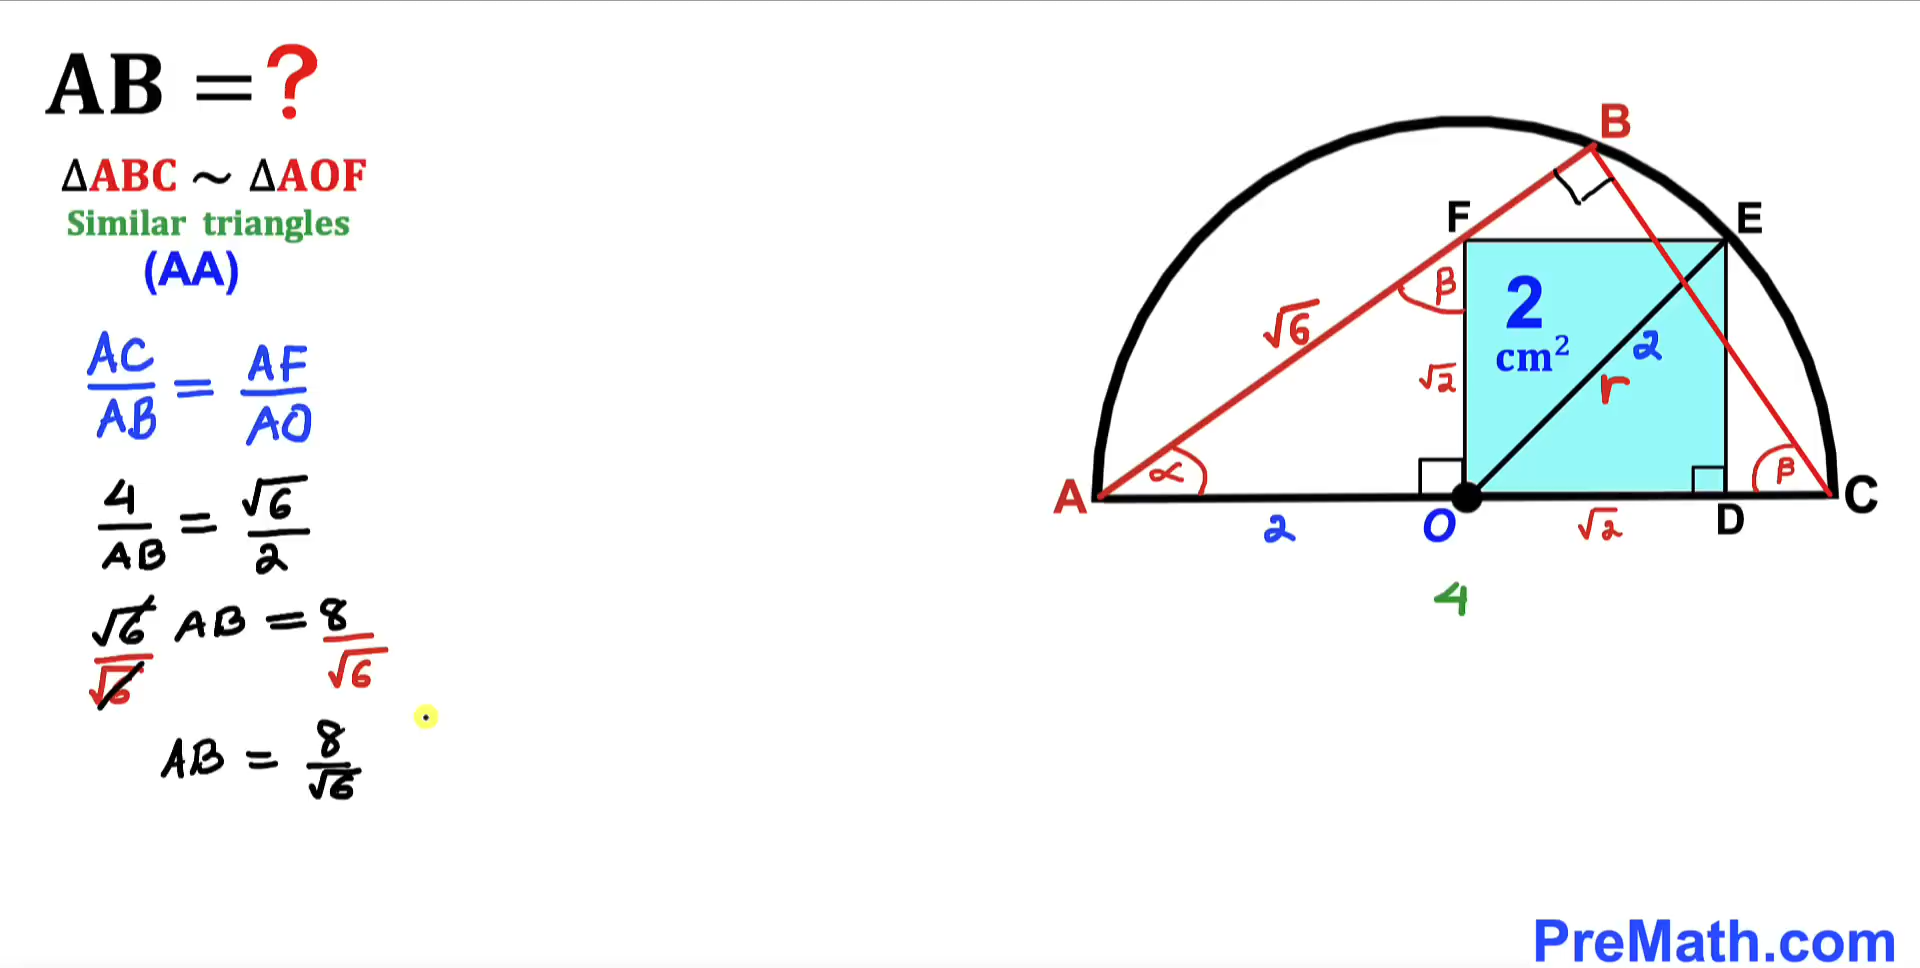 AB =?
ΔABC ~ ΔAOF
Similar triangles
(AA)
AC/AB = AF/AO
4/AB = √6/2
√6 AB = 8
√6 √6
AB = 8/√6
B
F
E
2
cm²
β
√6
2
√2
r
α
β
A
C
2
O
√2
D
4
PreMath.com